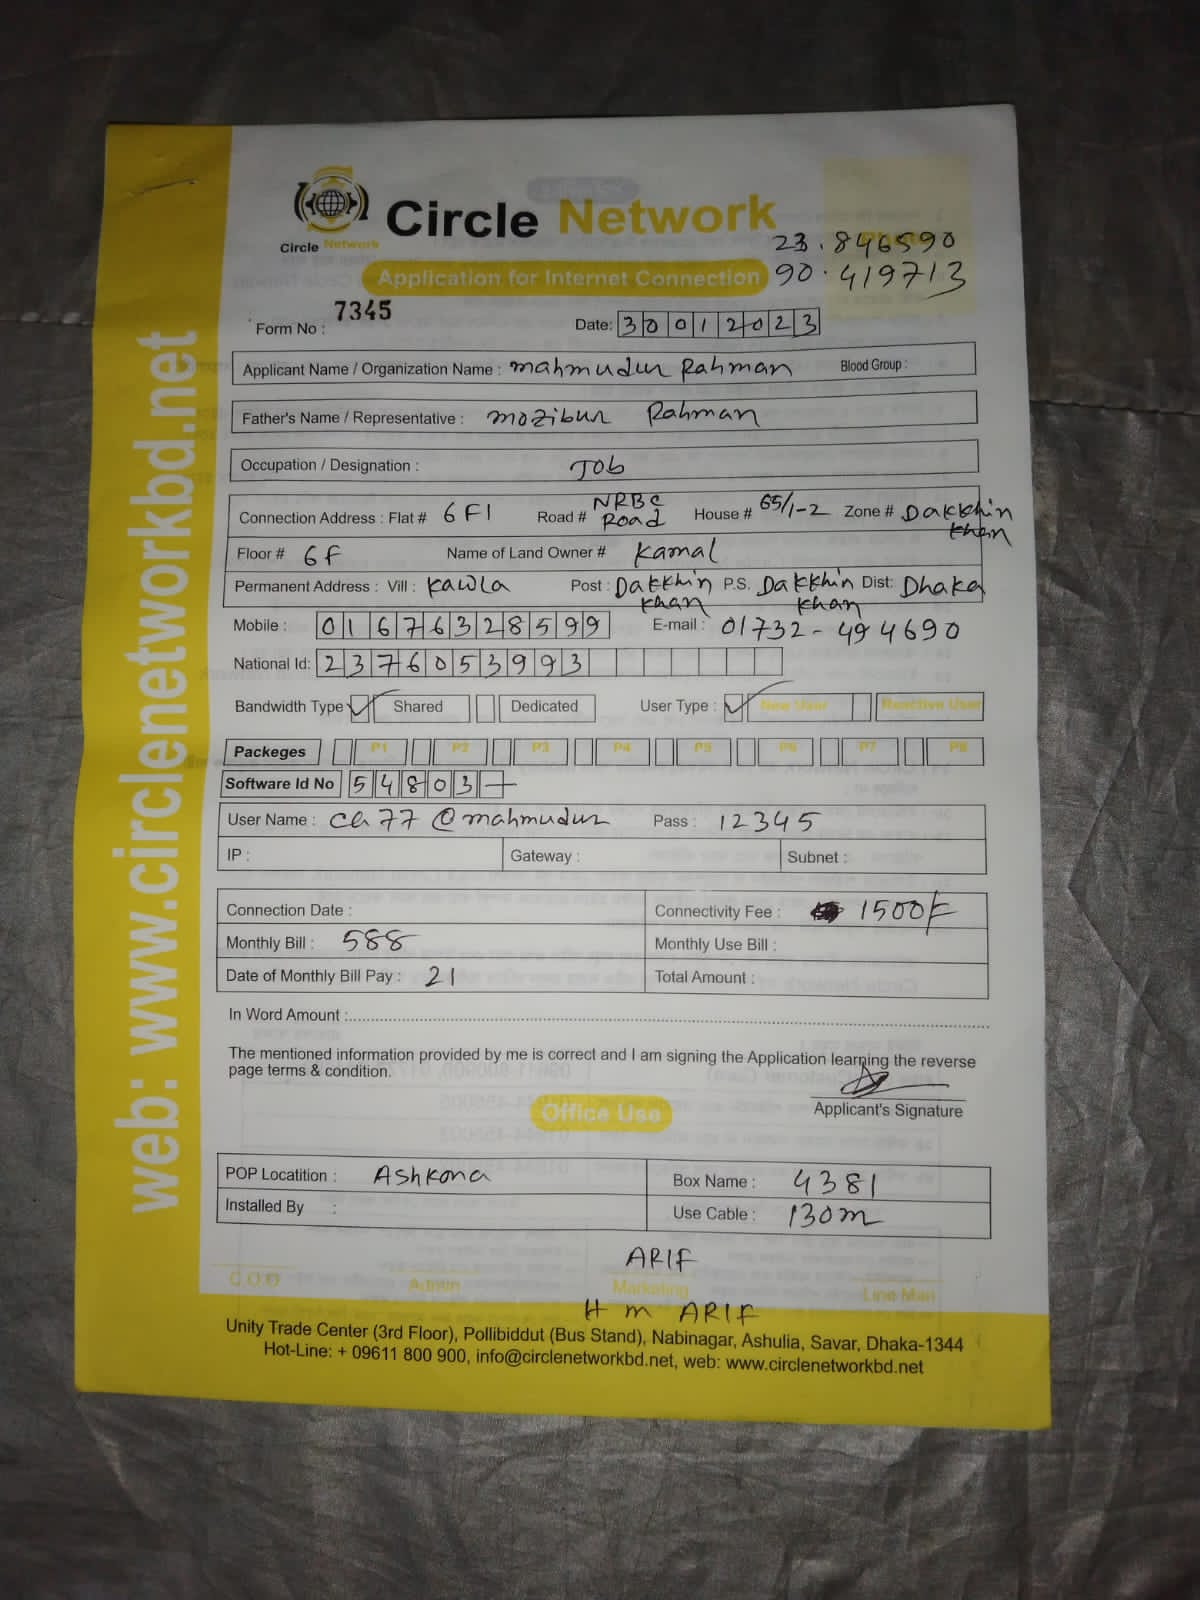 web: www.circlenetworkbd.net
Circle Network
Circle Network
23.846590
Application for Internet Connection
90.419713
Form No : 7345
Date: 30012023
Applicant Name / Organization Name : Mahmudur Rahman Blood Group :
Father's Name / Representative : Mozibur Rahman
Occupation / Designation : Job
Connection Address : Flat # 6F1 Road # NRBC Road House # 65/1-2 Zone # Dakkhin khan
Floor # 6F Name of Land Owner # Kamal
Permanent Address : Vill : Kawla Post : Dakkhin khan P.S. Dakkhin khan Dist: Dhaka
Mobile : 01676328599 E-mail : 01732-494690
National Id: 2376053993
Bandwidth Type ✓ Shared Dedicated User Type : ✓ New User Reactive User
Packeges P1 P2 P3 P4 P5 P6 P7 P8
Software Id No 54803
User Name : ca77@mahmudur Pass : 12345
IP : Gateway : Subnet :
Connection Date : Connectivity Fee : 1500/-
Monthly Bill : 588 Monthly Use Bill :
Date of Monthly Bill Pay : 21 Total Amount :
In Word Amount :
The mentioned information provided by me is correct and I am signing the Application learning the reverse
page terms & condition.
Applicant's Signature
Office Use
POP Locatition : Ashkona Box Name : 4381
Installed By : Use Cable : 130m
ARIF
C.O.O Admin Marketing Line Man
H M ARIF
Unity Trade Center (3rd Floor), Pollibiddut (Bus Stand), Nabinagar, Ashulia, Savar, Dhaka-1344
Hot-Line: + 09611 800 900, info@circlenetworkbd.net, web: www.circlenetworkbd.net